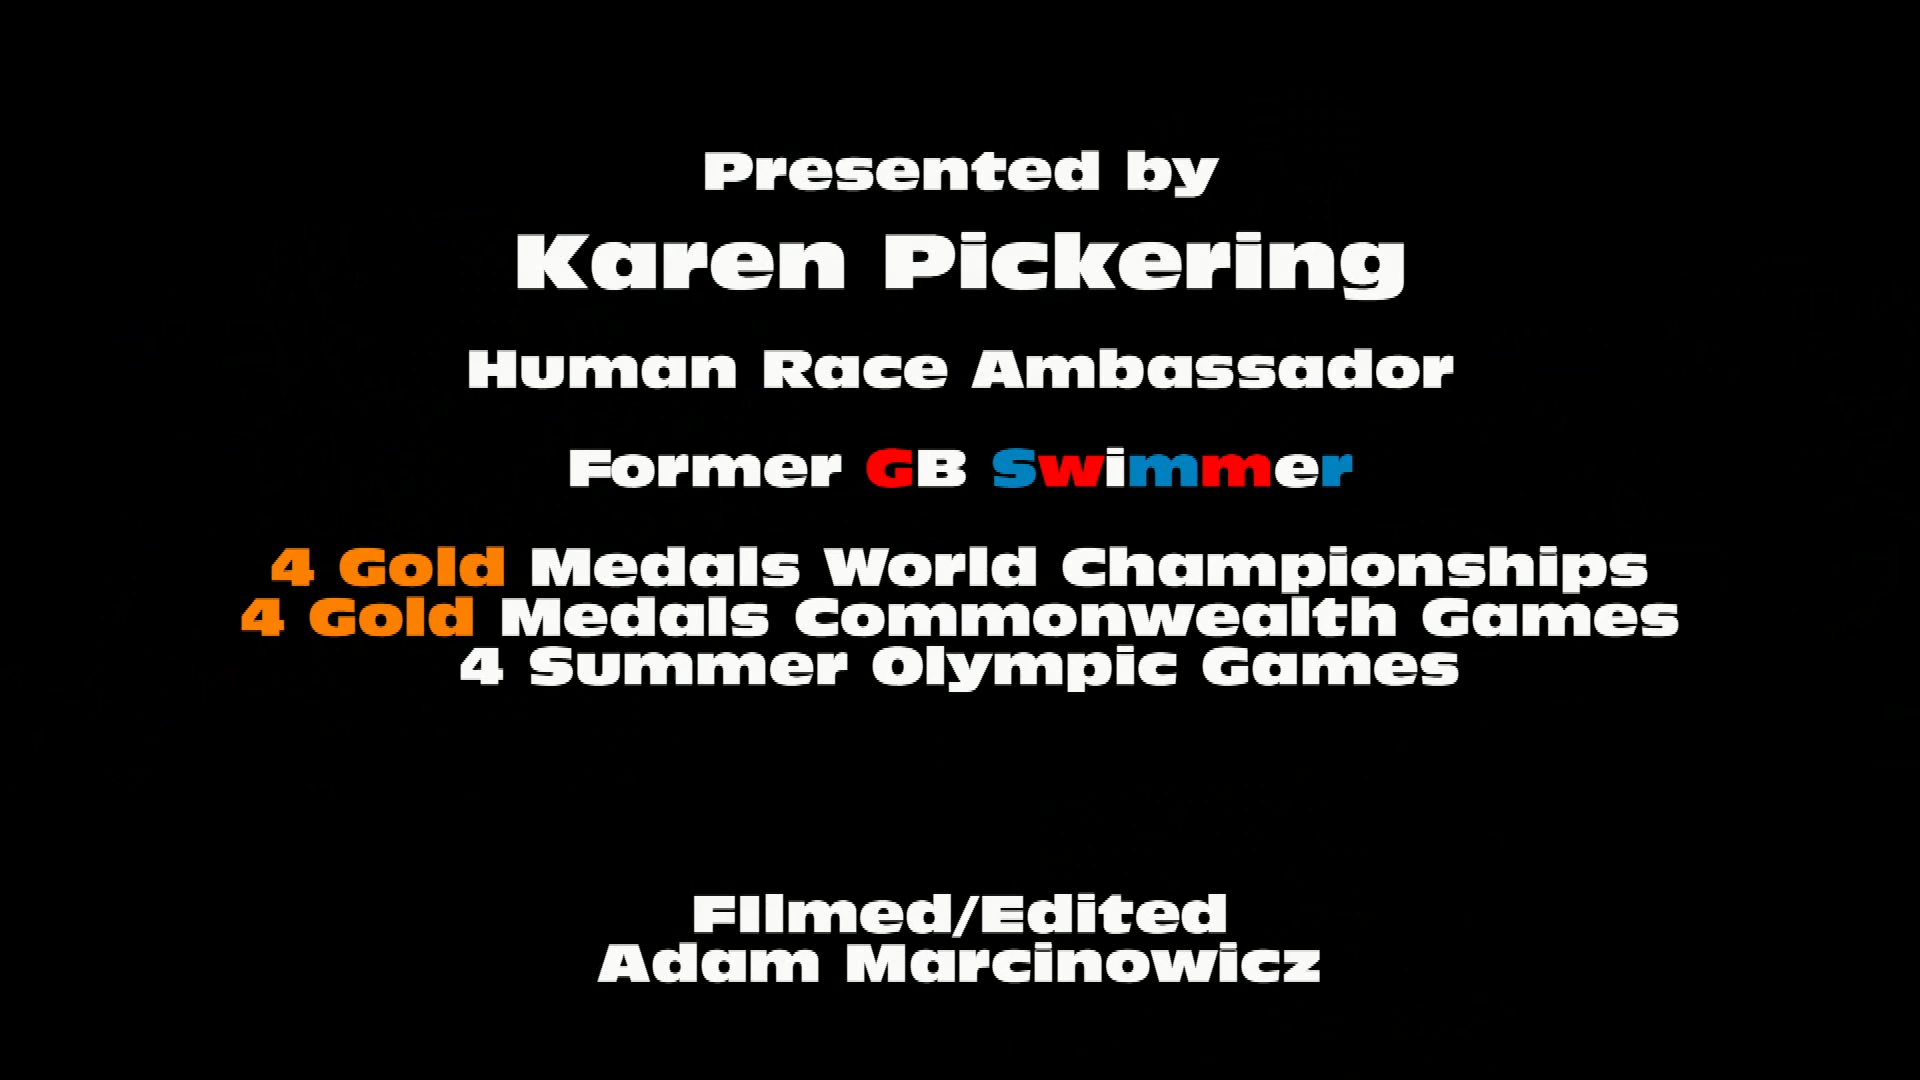 Presented by
Karen Pickering
Human Race Ambassador
Former GB Swimmer
4 Gold Medals World Championships
4 Gold Medals Commonwealth Games
4 Summer Olympic Games
FIlmed/Edited
Adam Marcinowicz